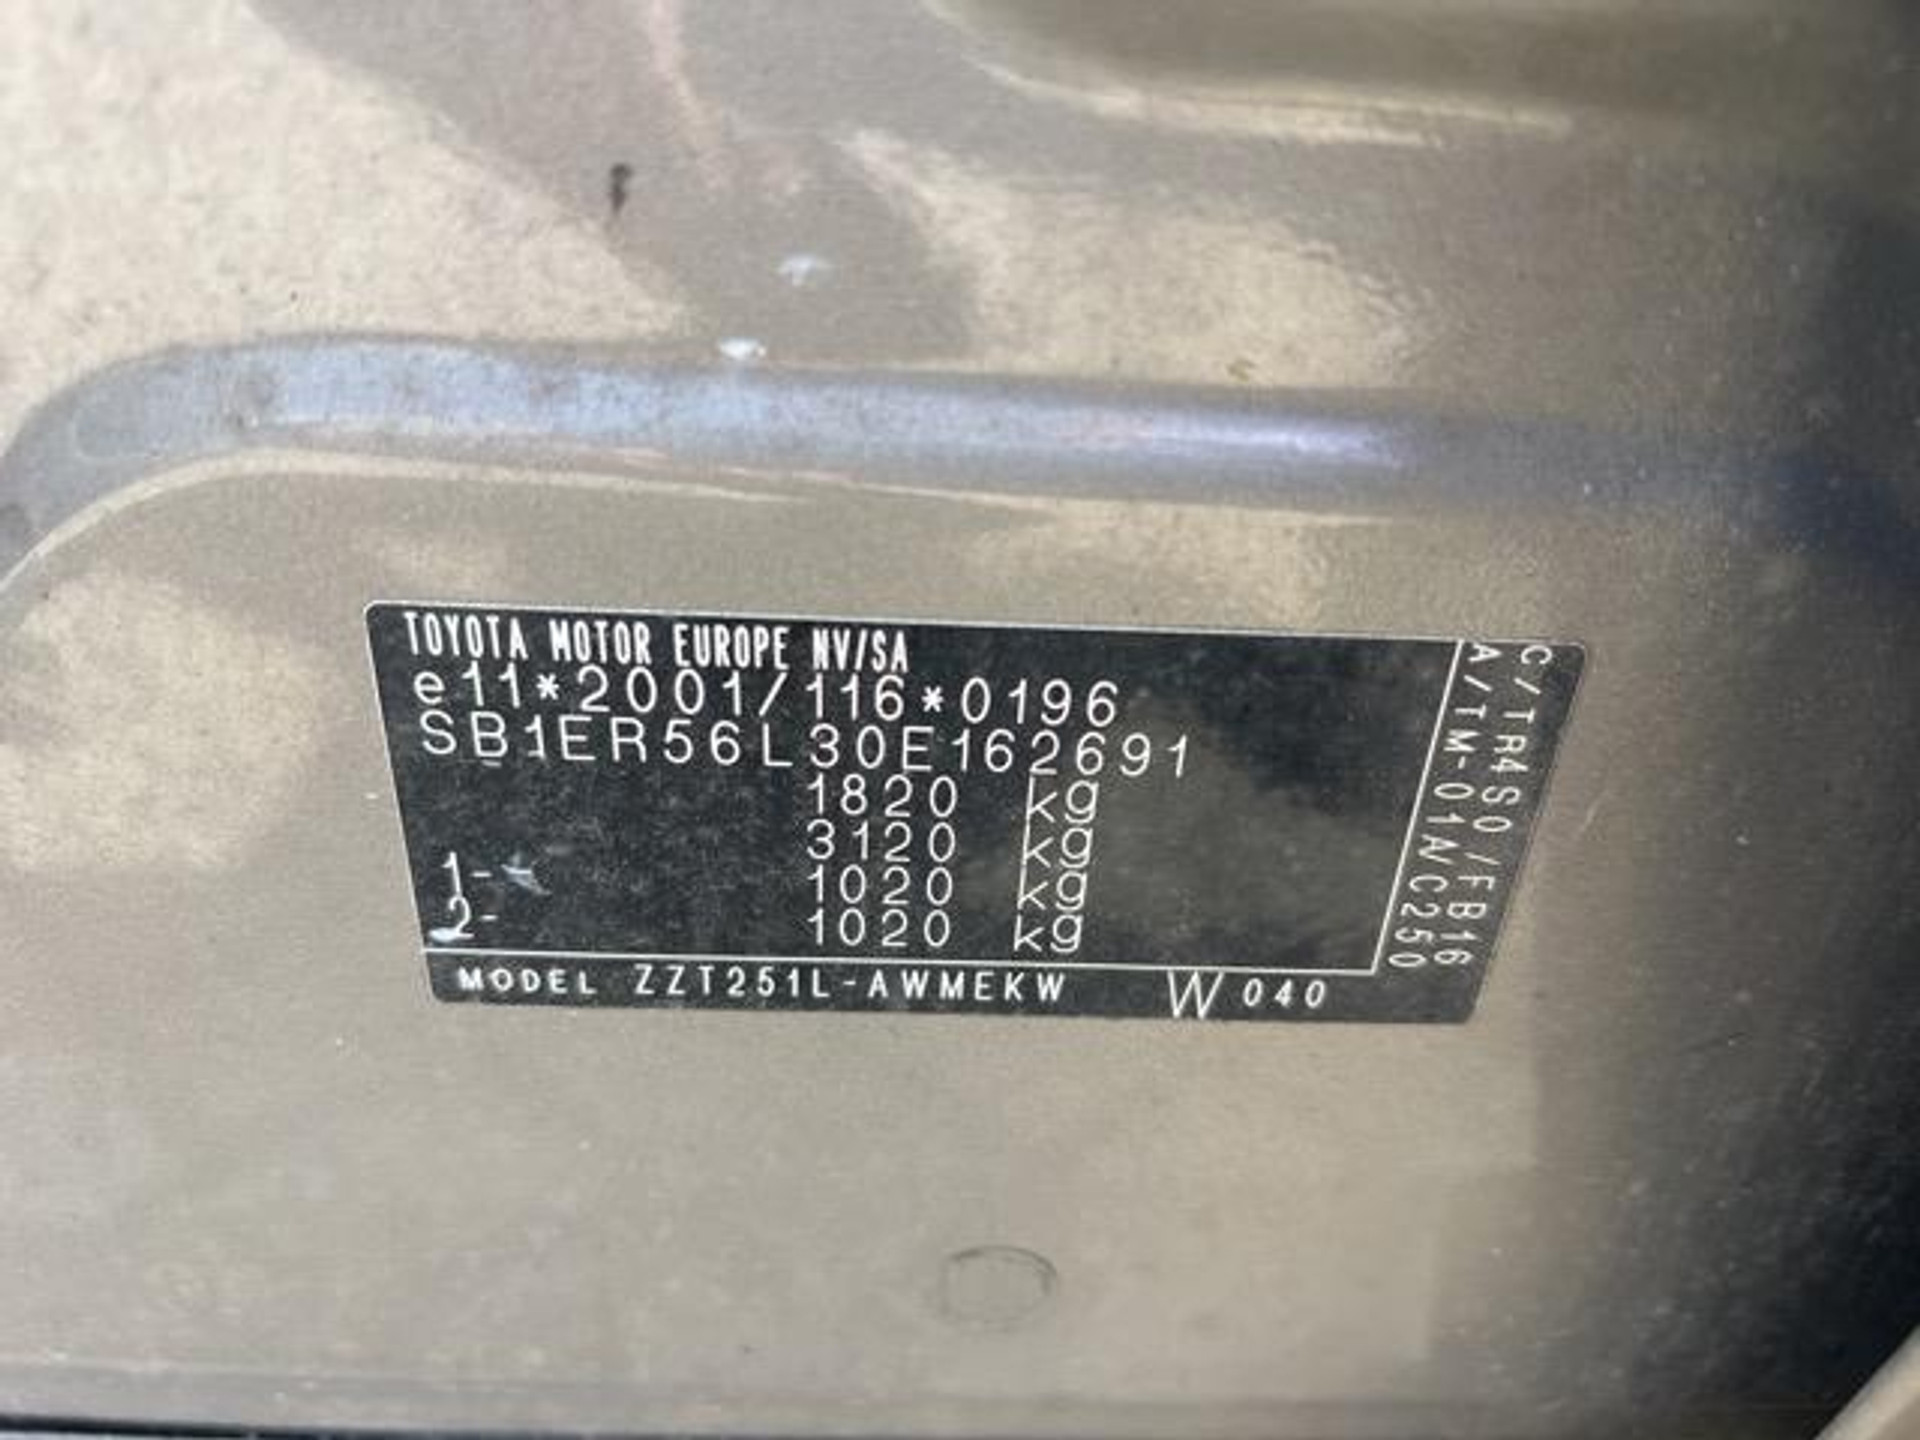 TOYOTA MOTOR EUROPE NV/SA
e11*2001/116*0196
SB1ER56L30E162691
1820 kg
3120 kg
1- 1020 kg
2- 1020 kg
MODEL ZZT251L-AWMEKW W 040
C/TR4S0 /FB16
A/TM-01A/C250